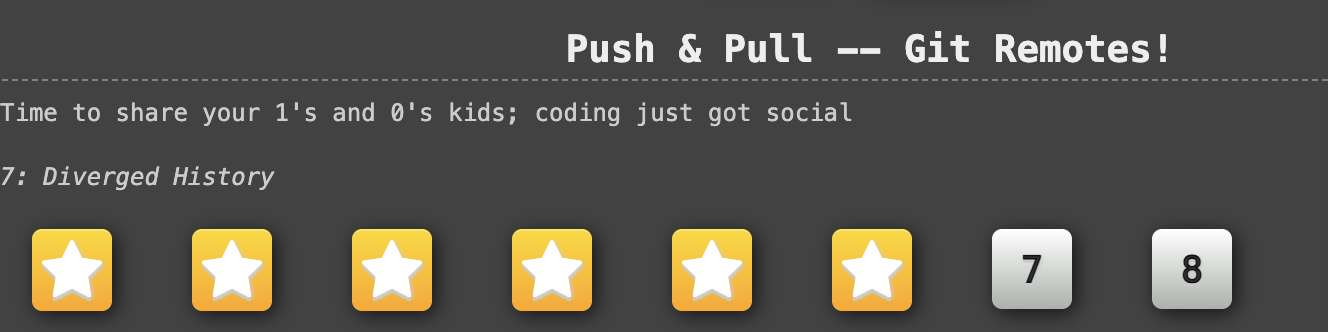 Push & Pull -- Git Remotes!
Time to share your 1's and 0's kids; coding just got social
7: Diverged History
7 8